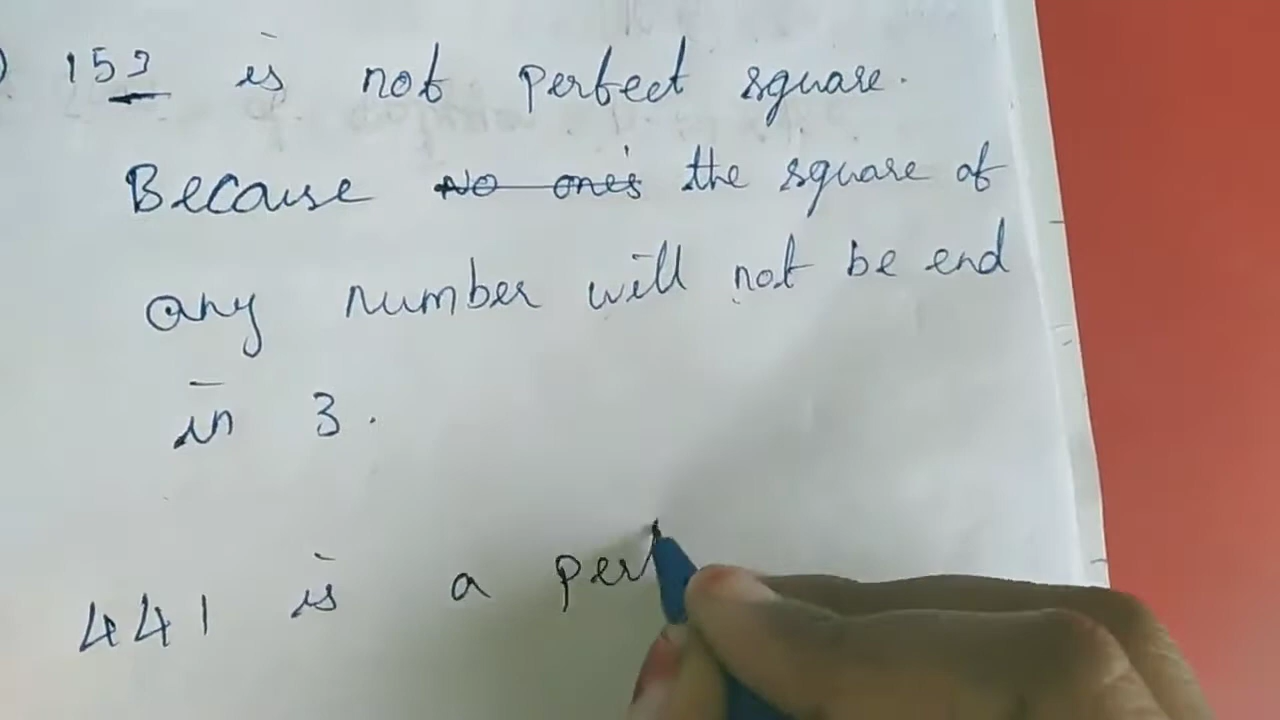 ) 153 is not perfect square.
Because No one's the square of
any number will not be end
in 3.
441 is a per